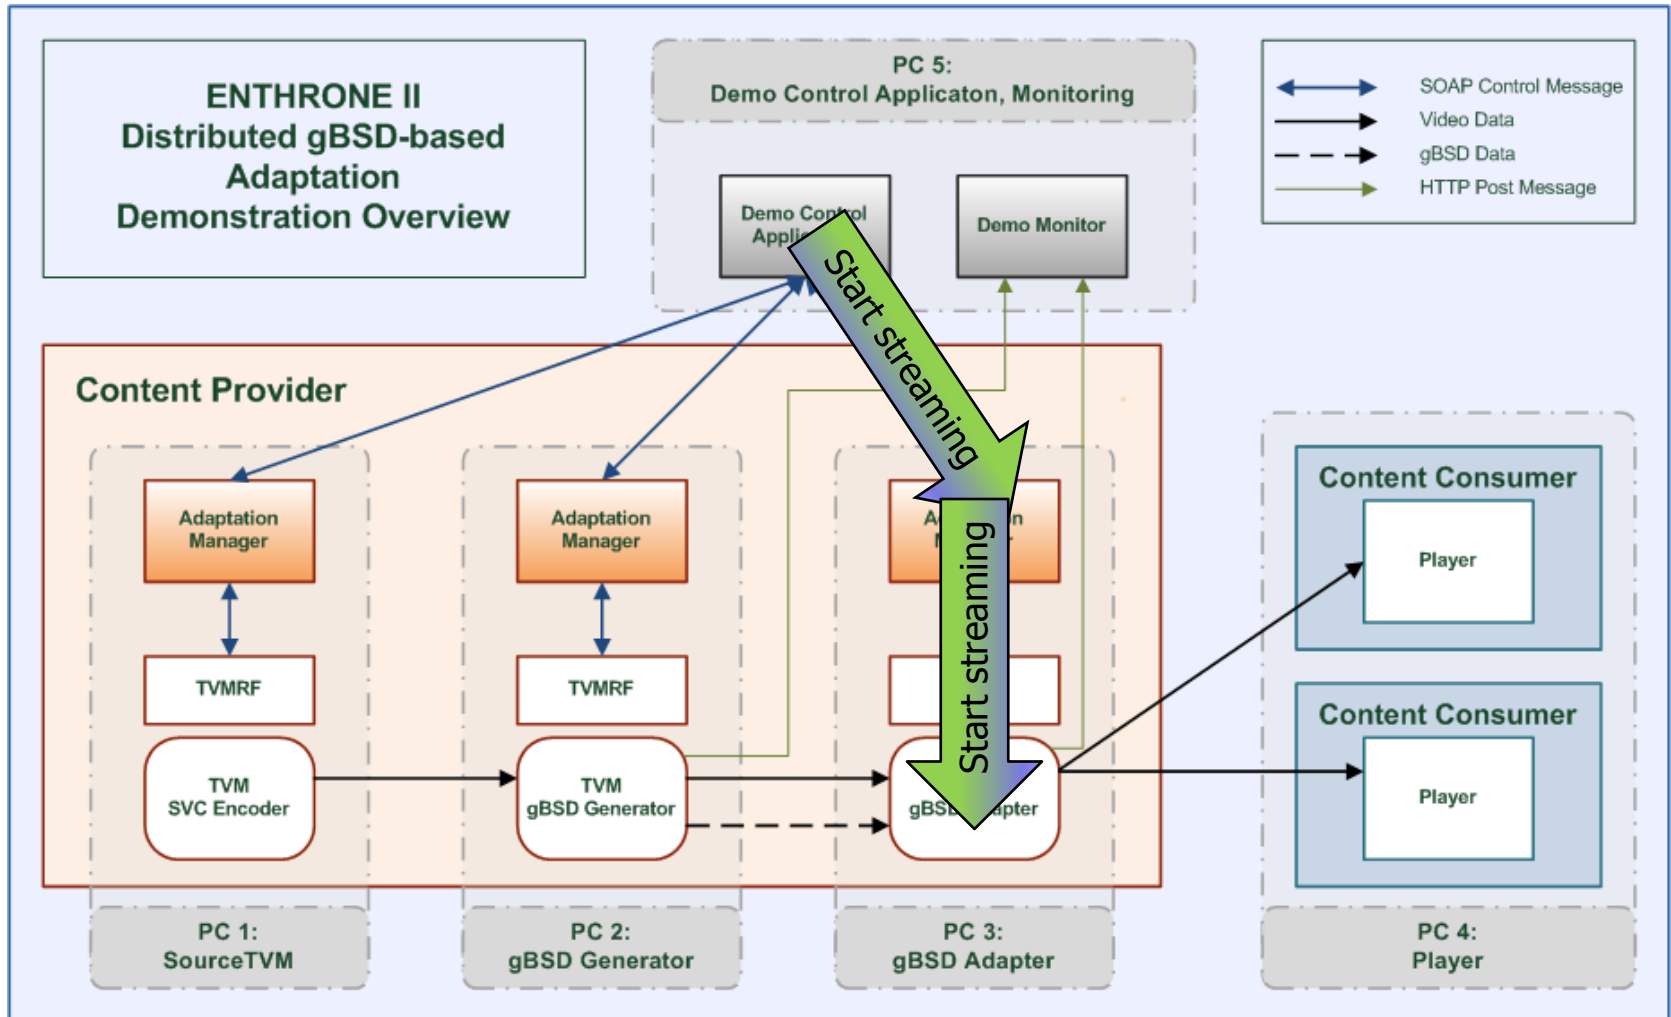 ENTHRONE II
Distributed gBSD-based
Adaptation
Demonstration Overview
PC 5:
Demo Control Applicaton, Monitoring
SOAP Control Message
Video Data
gBSD Data
HTTP Post Message
Demo Control
Demo Monitor
Start streaming
Content Provider
Adaptation
Manager
Adaptation
Manager
Start streaming
TVMRF
TVMRF
TVM
SVC Encoder
TVM
gBSD Generator
gBSD
Content Consumer
Player
Content Consumer
Player
PC 1:
SourceTVM
PC 2:
gBSD Generator
PC 3:
gBSD Adapter
PC 4:
Player